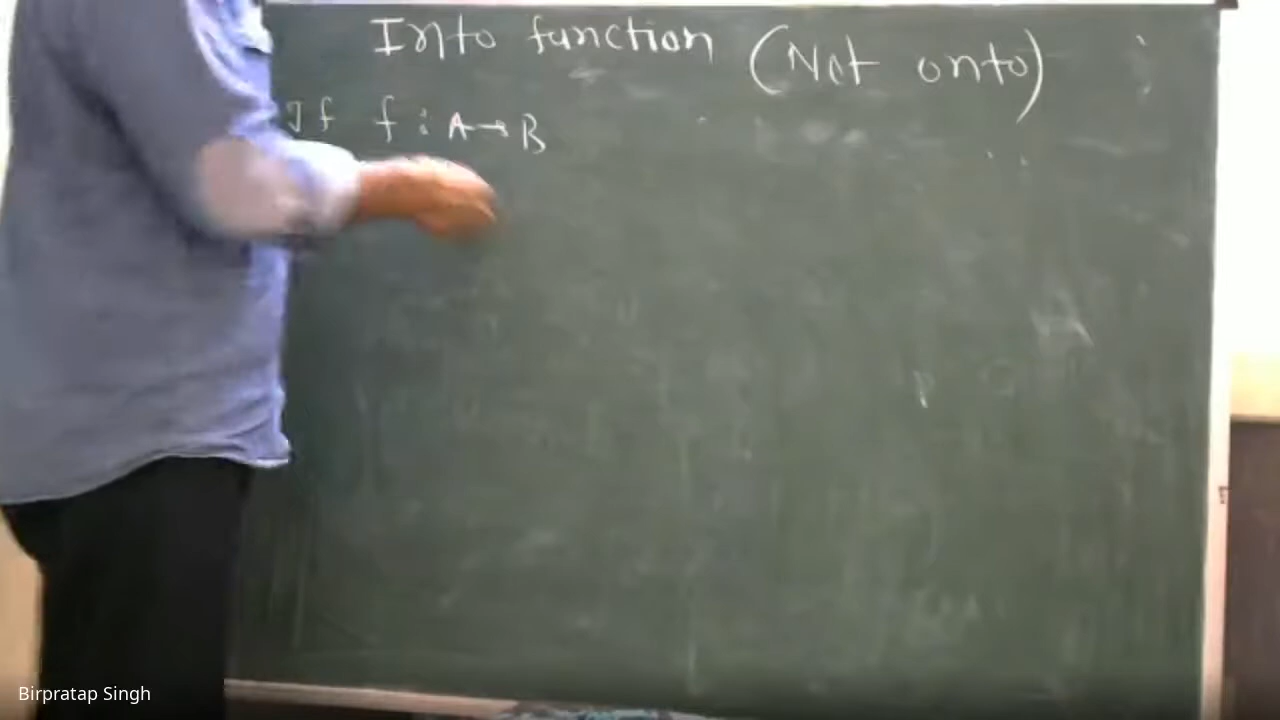 Into function (Not onto)
If f : A → B
Birpratap Singh